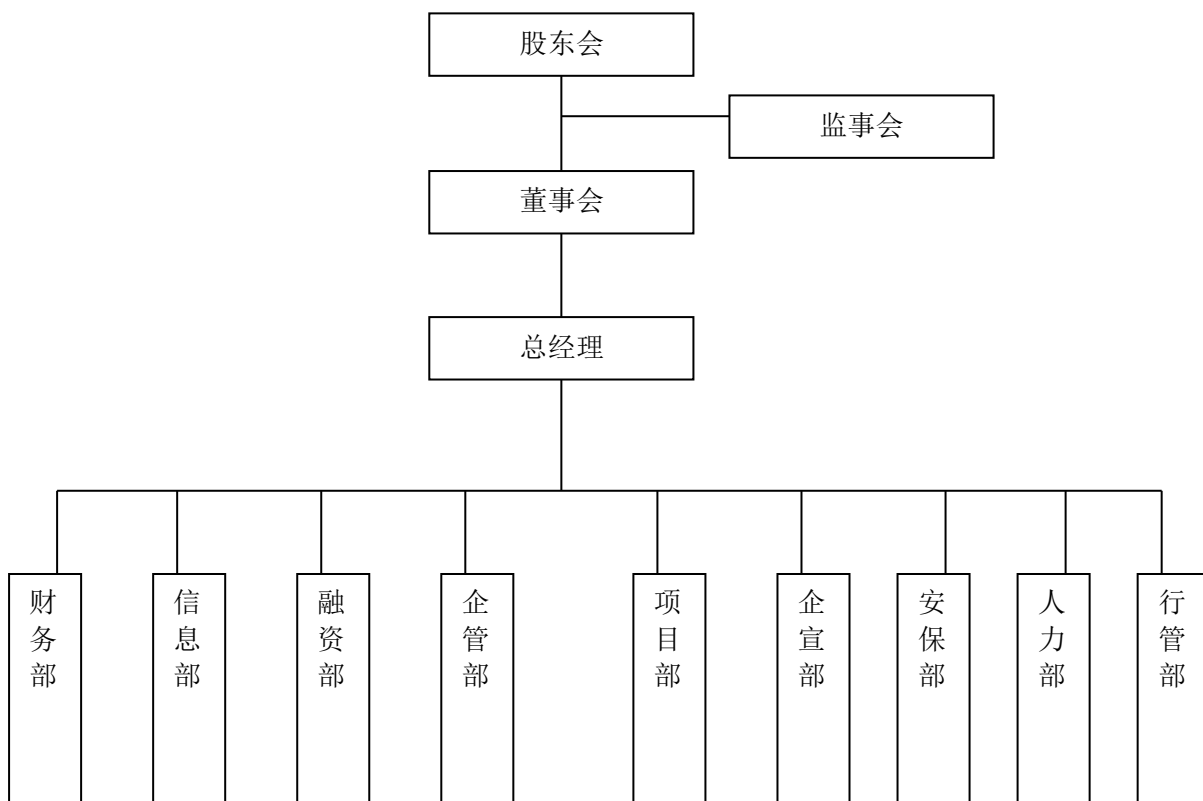 股东会
监事会
董事会
总经理
财务部
信息部
融资部
企管部
项目部
企宣部
安保部
人力部
行管部